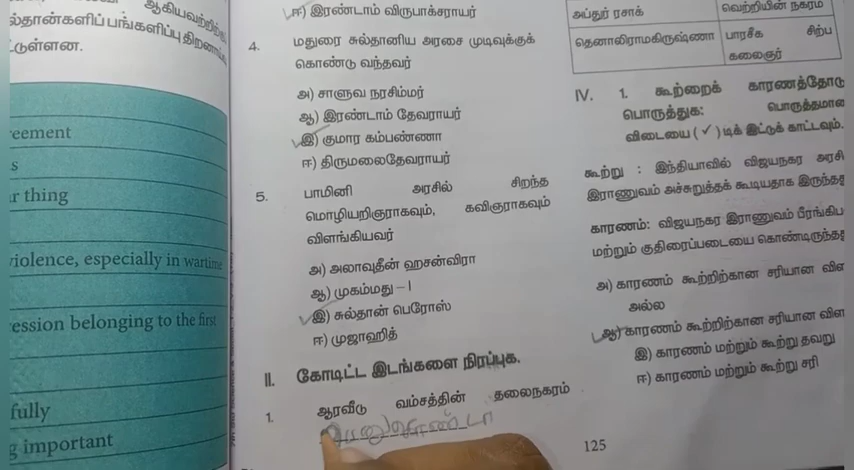 ஆகியவற்றிற்கு
ல்தான்களிப் பங்களிப்பு
ட்டுள்ளன.
reement
s
r thing
violence, especially in wartime
ession belonging to the first
fully
g important
ஈ) இரண்டாம் விருபாக்சராயர்
4. மதுரை சுல்தானிய அரசை முடிவுக்குக்
கொண்டு வந்தவர்
அ) சாளுவ நரசிம்மர்
ஆ) இரண்டாம் தேவராயர்
இ) குமார கம்பண்ணா
ஈ) திருமலைதேவராயர்
5. பாமினி அரசில் சிறந்த
மொழியறிஞராகவும், கவிஞராகவும்
விளங்கியவர்
அ) அலாவுதீன் ஹசன்விரா
ஆ) முகம்மது – I
இ) சுல்தான் பெரோஸ்
ஈ) முஜாஹித்
II. கோடிட்ட இடங்களை நிரப்புக.
1. ஆரவீடு வம்சத்தின் தலைநகரம்
பெனுகொண்டா
அப்துர் ரசாக் வெற்றியின் நகரம்
தெனாலிராமகிருஷ்ணா பாரசீக சிற்ப
கலைஞர்
IV. 1. கூற்றைக் காரணத்தோடு
பொருத்துக: பொருத்தமான
விடையை (✓) டிக் இட்டுக் காட்டவும்.
கூற்று : இந்தியாவில் விஜயநகர அரசி
இராணுவம் அச்சுறுத்தக் கூடியதாக இருந்தது
காரணம்: விஜயநகர இராணுவம் பீரங்கிப
மற்றும் குதிரைப்படையை கொண்டிருந்தது
அ) காரணம் கூற்றிற்கான சரியான விள
அல்ல
ஆ) காரணம் கூற்றிற்கான சரியான விள
இ) காரணம் மற்றும் கூற்று தவறு
ஈ) காரணம் மற்றும் கூற்று சரி
125